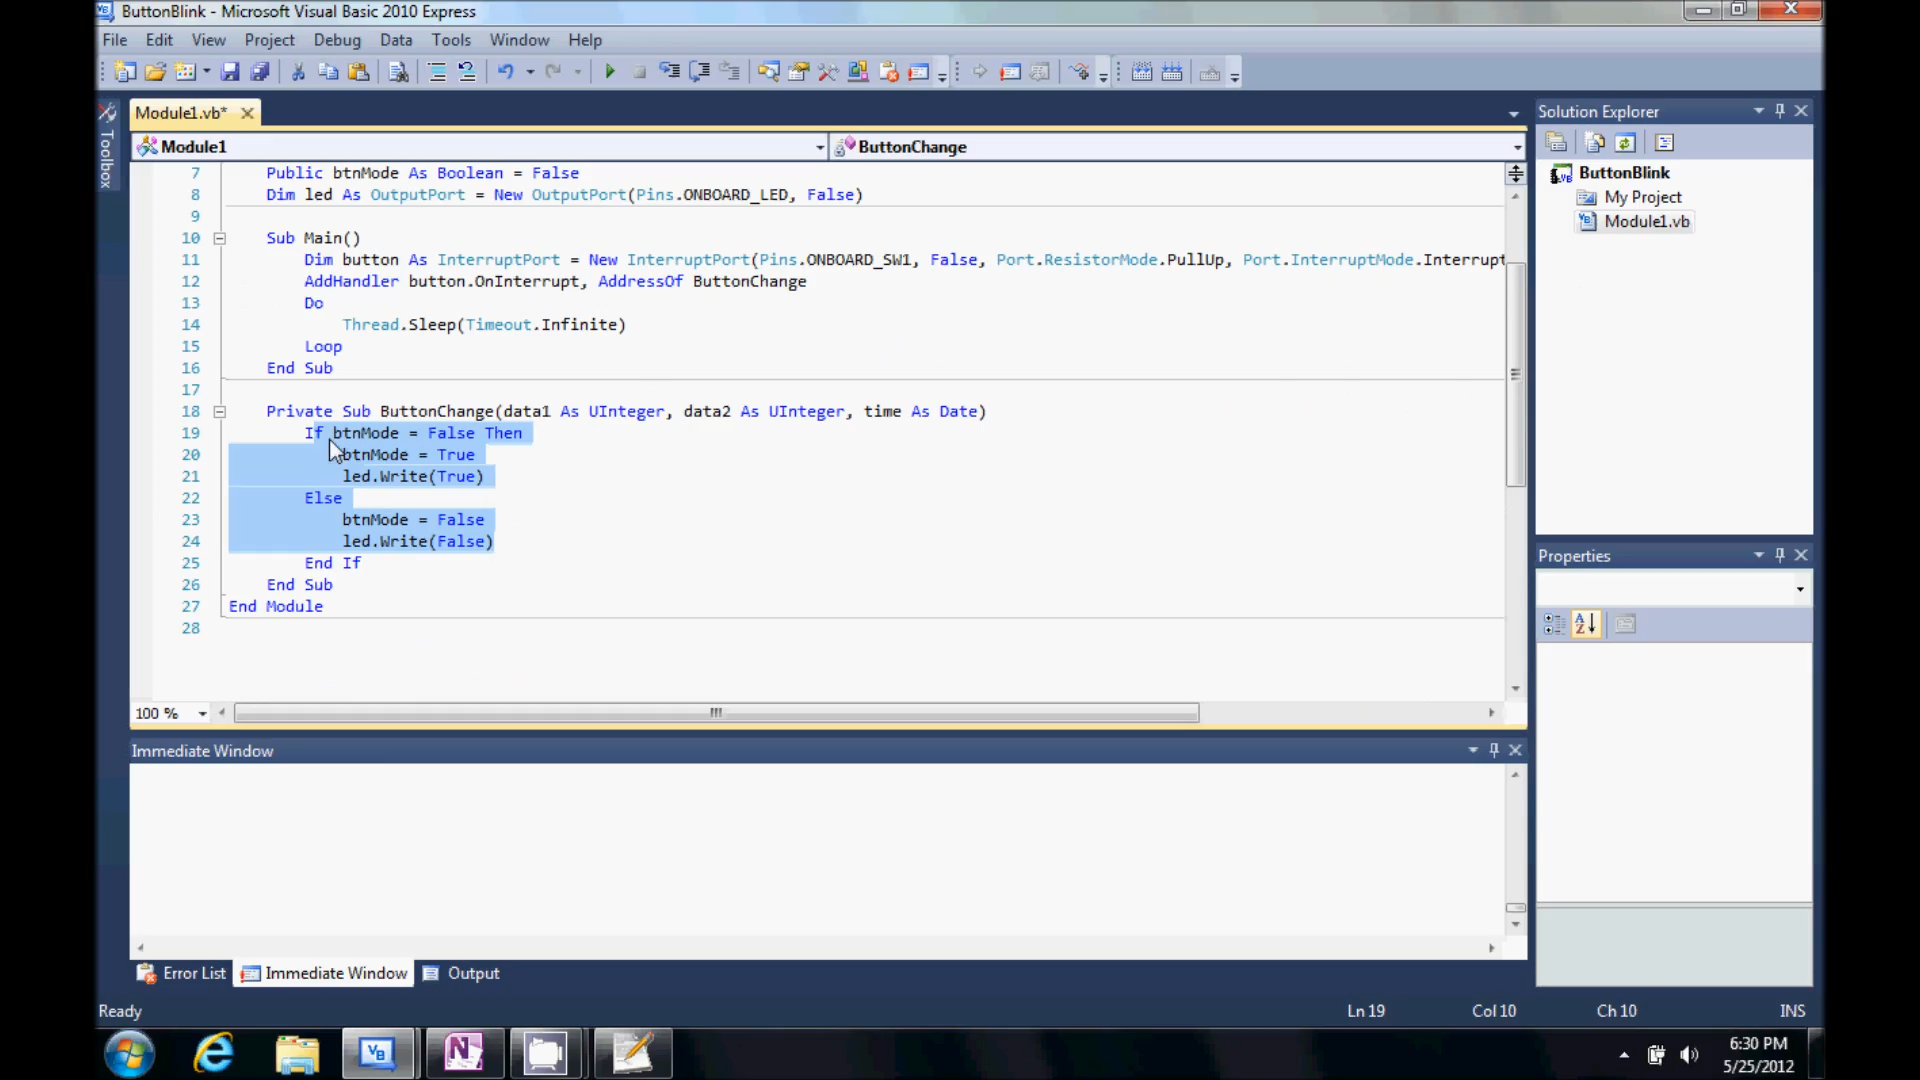 ButtonBlink - Microsoft Visual Basic 2010 Express
File Edit View Project Debug Data Tools Window Help
Toolbox
Module1.vb*
Module1 ButtonChange
7 Public btnMode As Boolean = False
8 Dim led As OutputPort = New OutputPort(Pins.ONBOARD_LED, False)
9
10 Sub Main()
11 Dim button As InterruptPort = New InterruptPort(Pins.ONBOARD_SW1, False, Port.ResistorMode.PullUp, Port.InterruptMode.Interrupt
12 AddHandler button.OnInterrupt, AddressOf ButtonChange
13 Do
14 Thread.Sleep(Timeout.Infinite)
15 Loop
16 End Sub
17
18 Private Sub ButtonChange(data1 As UInteger, data2 As UInteger, time As Date)
19 If btnMode = False Then
20 btnMode = True
21 led.Write(True)
22 Else
23 btnMode = False
24 led.Write(False)
25 End If
26 End Sub
27 End Module
28
100 %
Solution Explorer
ButtonBlink
My Project
Module1.vb
Properties
Immediate Window
Error List Immediate Window Output
Ready Ln 19 Col 10 Ch 10 INS
6:30 PM
5/25/2012